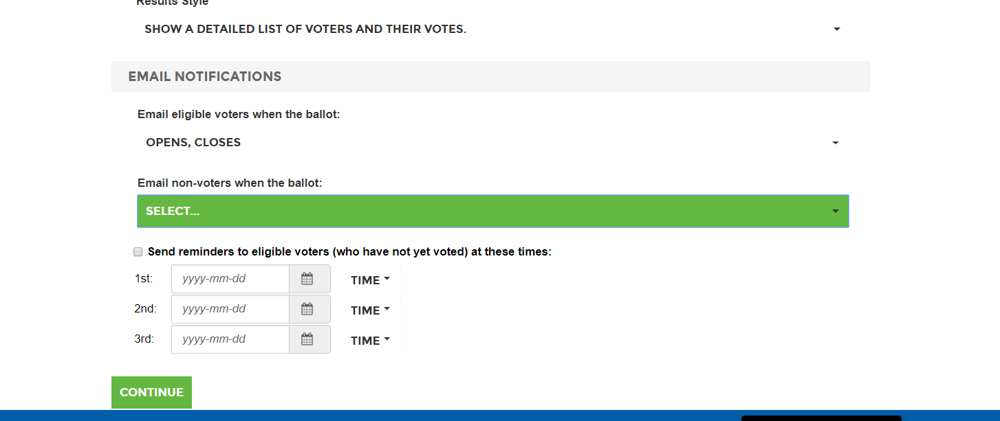 Results Style
SHOW A DETAILED LIST OF VOTERS AND THEIR VOTES.
EMAIL NOTIFICATIONS
Email eligible voters when the ballot:
OPENS, CLOSES
Email non-voters when the ballot:
SELECT...
Send reminders to eligible voters (who have not yet voted) at these times:
1st: yyyy-mm-dd TIME
2nd: yyyy-mm-dd TIME
3rd: yyyy-mm-dd TIME
CONTINUE